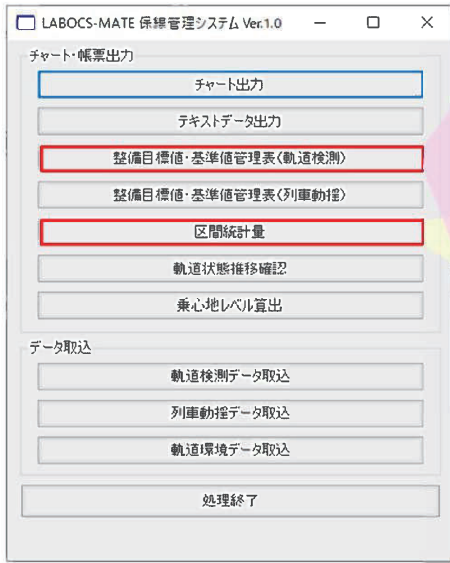 LABOCS-MATE 保線管理システム Ver.1.0
チャート・帳票出力
チャート出力
テキストデータ出力
整備目標値・基準値管理表(軌道検測)
整備目標値・基準値管理表(列車動揺)
区間統計量
軌道状態推移確認
乗心地レベル算出
データ取込
軌道検測データ取込
列車動揺データ取込
軌道環境データ取込
処理終了